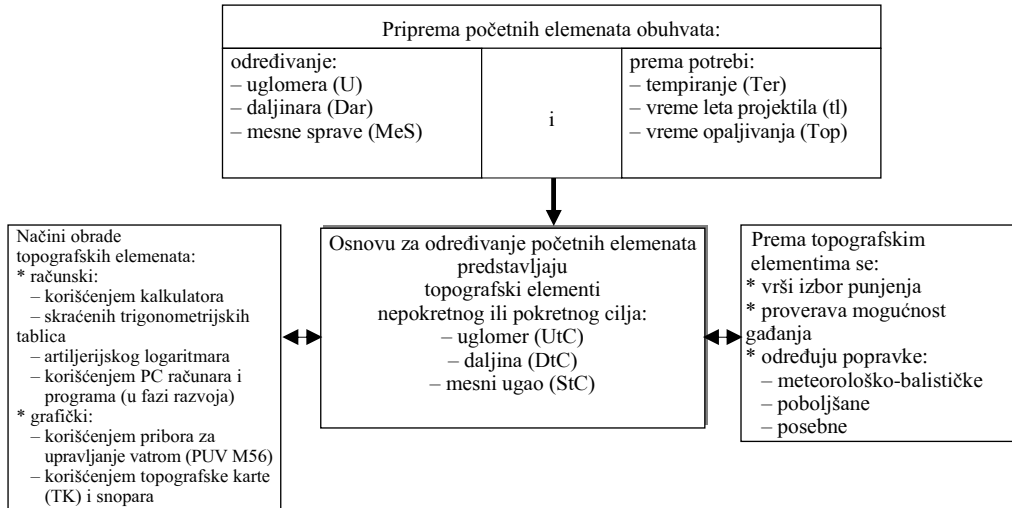 Priprema početnih elemenata obuhvata:
određivanje:
– uglomera (U)
– daljinara (Dar)
– mesne sprave (MeS)
i
prema potrebi:
– tempiranje (Ter)
– vreme leta projektila (tl)
– vreme opaljivanja (Top)
Načini obrade
topografskih elemenata:
* računski:
– korišćenjem kalkulatora
– skraćenih trigonometrijskih
tablica
– artiljerijskog logaritmara
– korišćenjem PC računara i
programa (u fazi razvoja)
* grafički:
– korišćenjem pribora za
upravljanje vatrom (PUV M56)
– korišćenjem topografske karte
(TK) i snopara
Osnovu za određivanje početnih elemenata
predstavljaju
topografski elementi
nepokretnog ili pokretnog cilja:
– uglomer (UtC)
– daljina (DtC)
– mesni ugao (StC)
Prema topografskim
elementima se:
* vrši izbor punjenja
* proverava mogućnost
gađanja
* određuju popravke:
– meteorološko-balističke
– poboljšane
– posebne